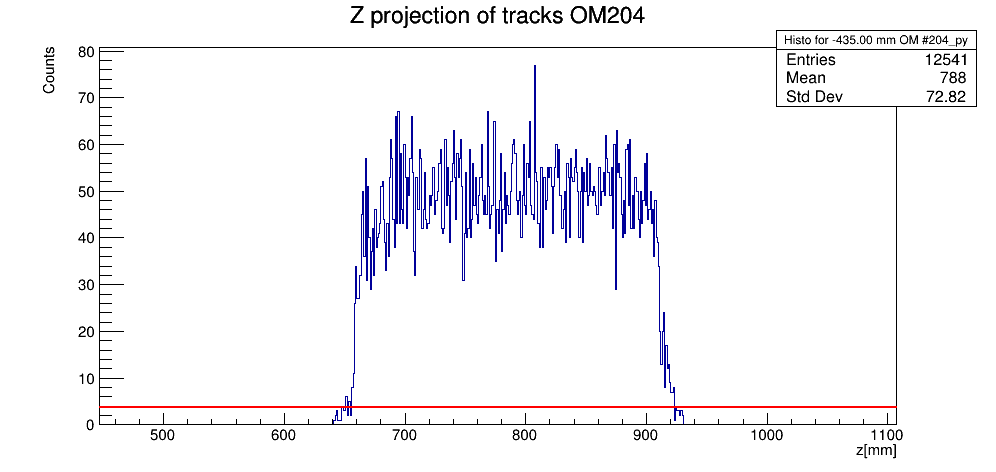 Z projection of tracks OM204
Histo for -435.00 mm OM #204_py
Entries 12541
Mean 788
Std Dev 72.82
Counts
80
70
60
50
40
30
20
10
0
500 600 700 800 900 1000 1100
z[mm]